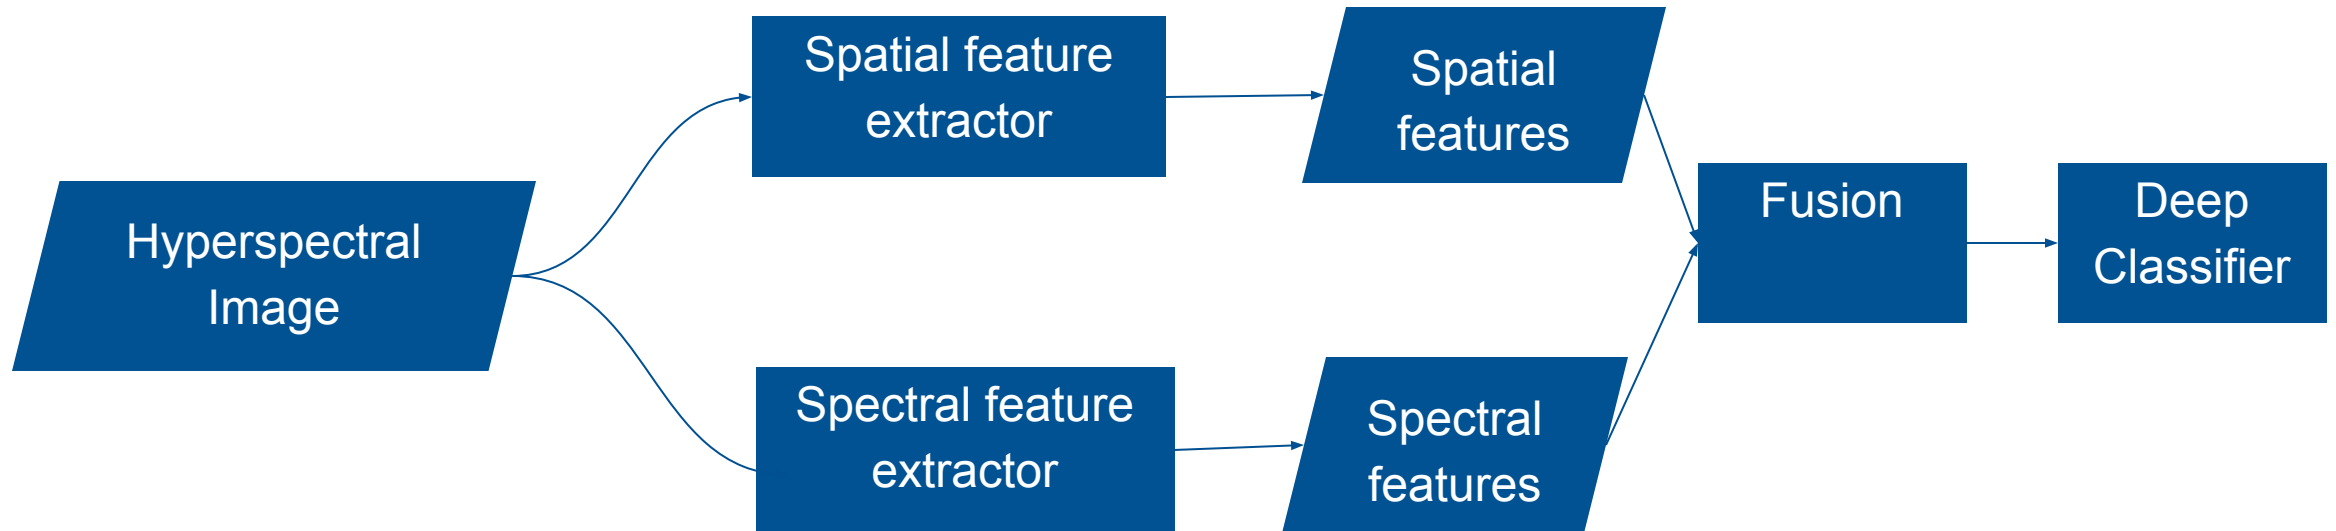 Spatial feature
extractor
Spatial
features
Hyperspectral
Image
Fusion
Deep
Classifier
Spectral feature
extractor
Spectral
features